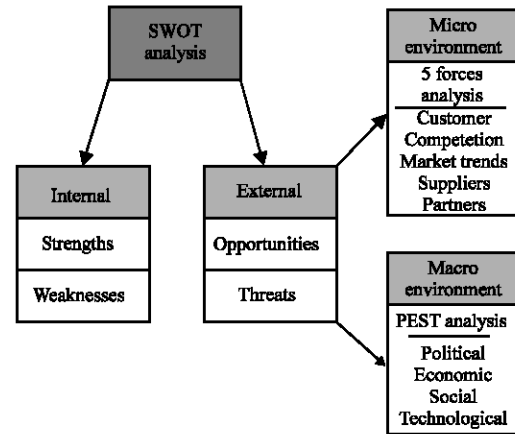 SWOT
analysis
Internal
Strengths
Weaknesses
External
Opportunities
Threats
Micro
environment
5 forces
analysis
Customer
Competetion
Market trends
Suppliers
Partners
Macro
environment
PEST analysis
Political
Economic
Social
Technological